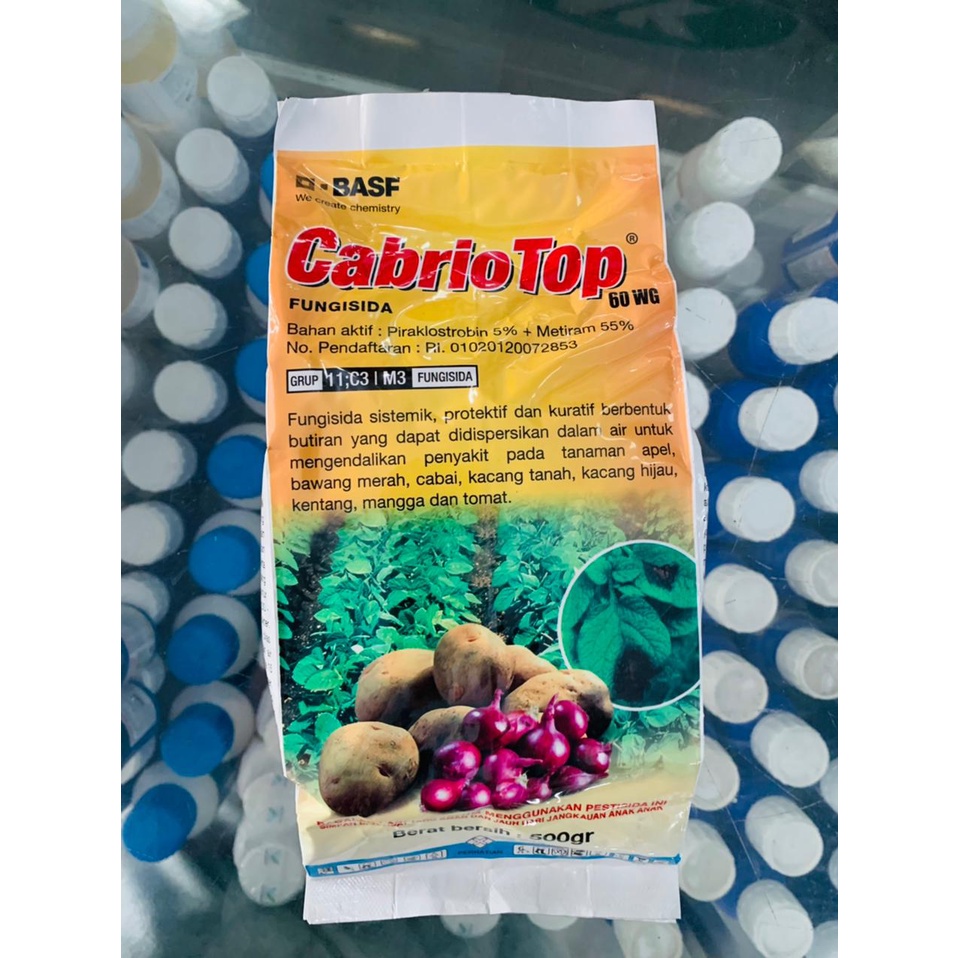 BASF
We create chemistry
CabrioTop®
60 WG
FUNGISIDA
Bahan aktif : Piraklostrobin 5% + Metiram 55%
No. Pendaftaran : RI. 01020120072853
GRUP 11;C3 | M3 FUNGISIDA
Fungisida sistemik, protektif dan kuratif berbentuk
butiran yang dapat didispersikan dalam air untuk
mengendalikan penyakit pada tanaman apel,
bawang merah, cabai, kacang tanah, kacang hijau,
kentang, mangga dan tomat.
MENGGUNAKAN PESTISIDA INI
JANGKAUAN ANAK ANAK
Berat bersih : 500gr